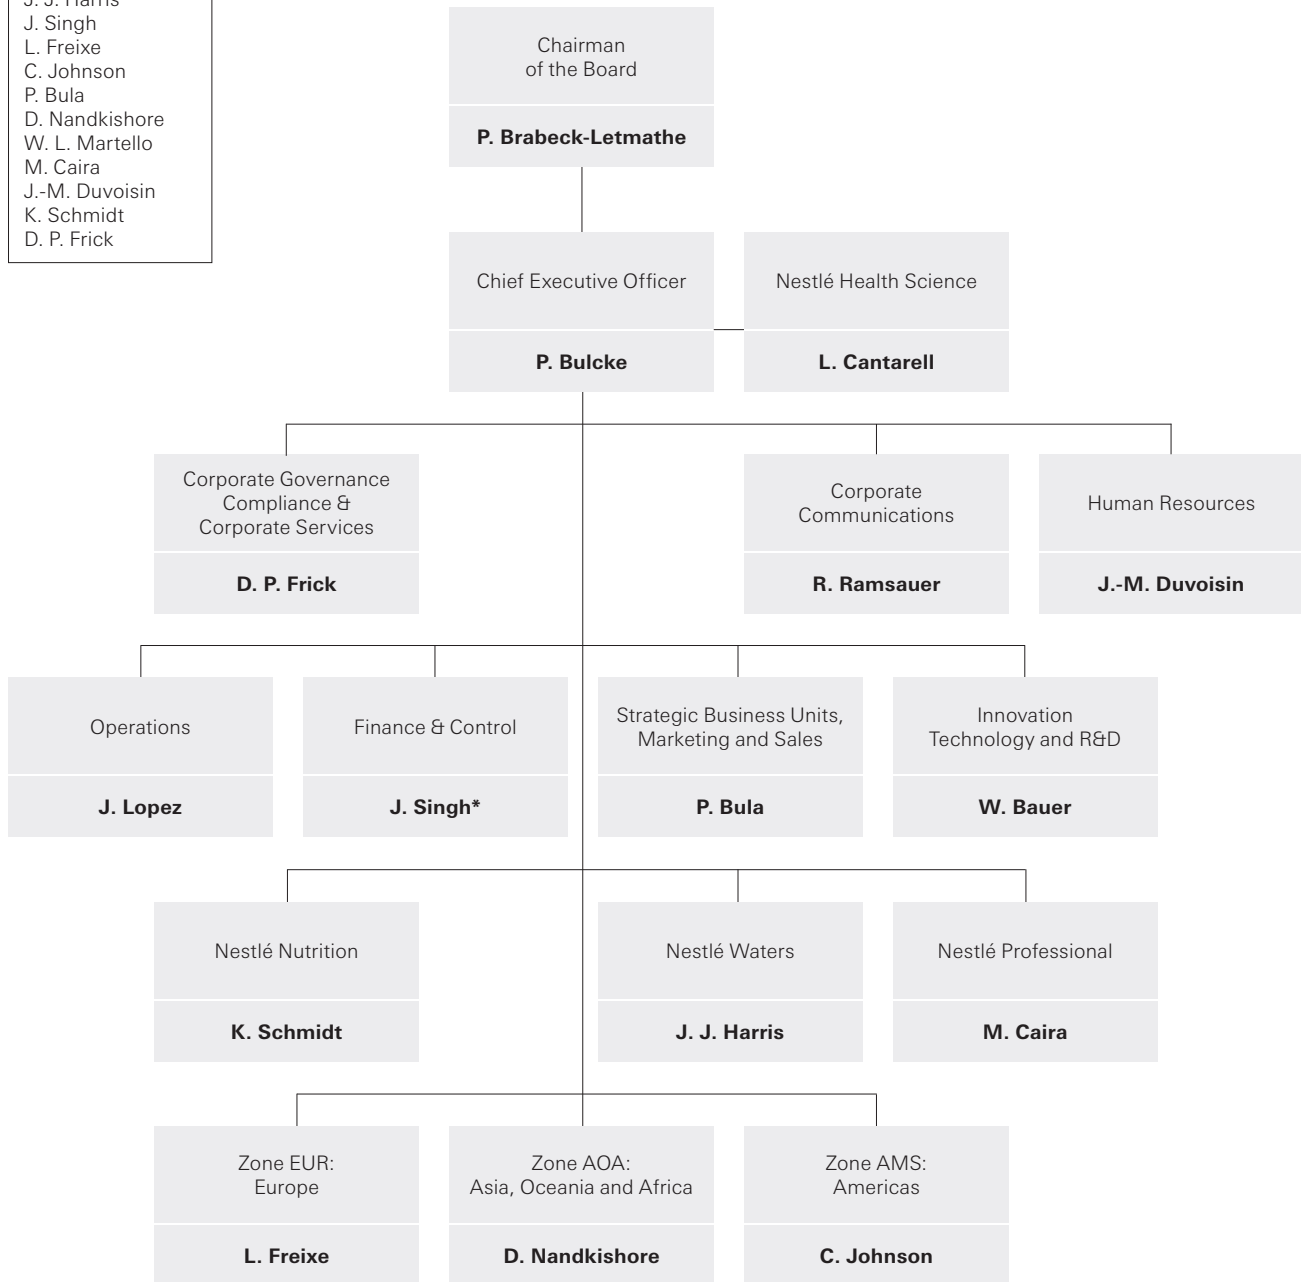 J. J. Harris
J. Singh
L. Freixe
C. Johnson
P. Bula
D. Nandkishore
W. L. Martello
M. Caira
J.-M. Duvoisin
K. Schmidt
D. P. Frick
Chairman
of the Board
P. Brabeck-Letmathe
Chief Executive Officer
P. Bulcke
Nestlé Health Science
L. Cantarell
Corporate Governance
Compliance &
Corporate Services
D. P. Frick
Corporate
Communications
R. Ramsauer
Human Resources
J.-M. Duvoisin
Operations
J. Lopez
Finance & Control
J. Singh*
Strategic Business Units,
Marketing and Sales
P. Bula
Innovation
Technology and R&D
W. Bauer
Nestlé Nutrition
K. Schmidt
Nestlé Waters
J. J. Harris
Nestlé Professional
M. Caira
Zone EUR:
Europe
L. Freixe
Zone AOA:
Asia, Oceania and Africa
D. Nandkishore
Zone AMS:
Americas
C. Johnson